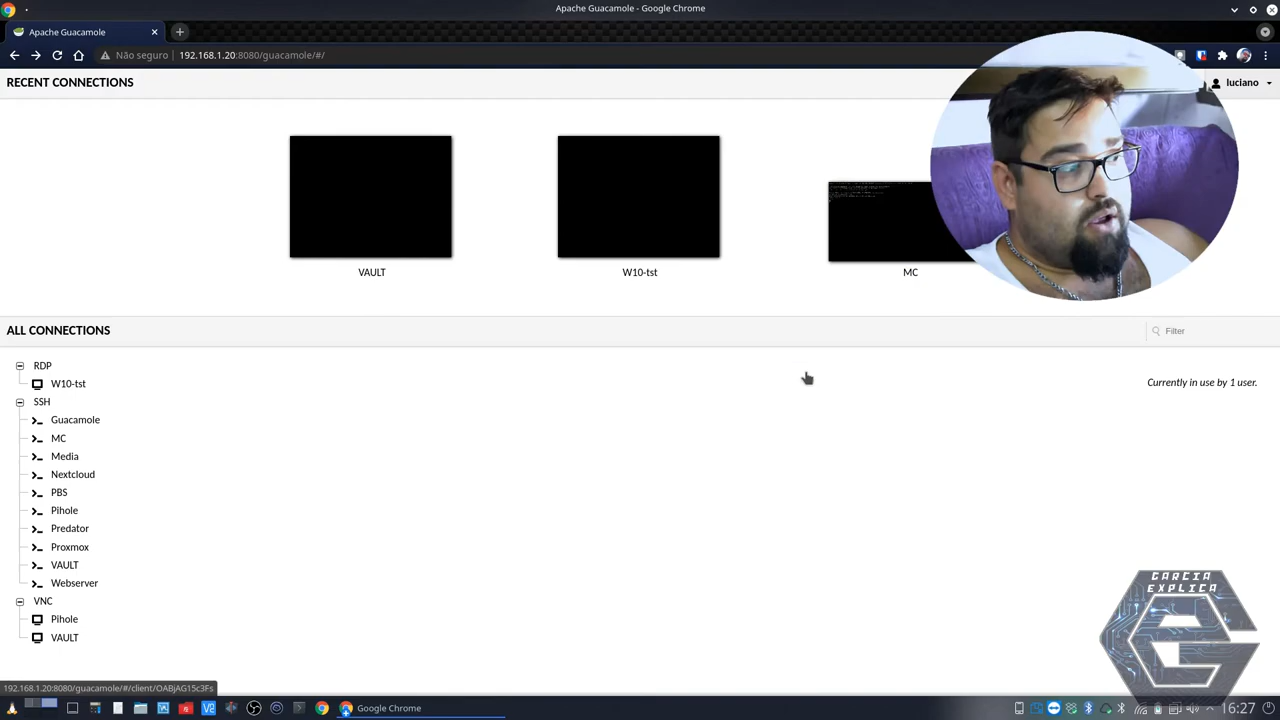 Apache Guacamole - Google Chrome
Apache Guacamole
Não seguro 192.168.1.20:8080/guacamole/#/
RECENT CONNECTIONS
luciano
VAULT
W10-tst
MC
ALL CONNECTIONS
Filter
RDP
W10-tst
Currently in use by 1 user.
SSH
Guacamole
MC
Media
Nextcloud
PBS
Pihole
Predator
Proxmox
VAULT
Webserver
VNC
Pihole
VAULT
GARCIA
EXPLICA
192.168.1.20:8080/guacamole/#/client/OABjAG15c3Fs
Google Chrome
16:27